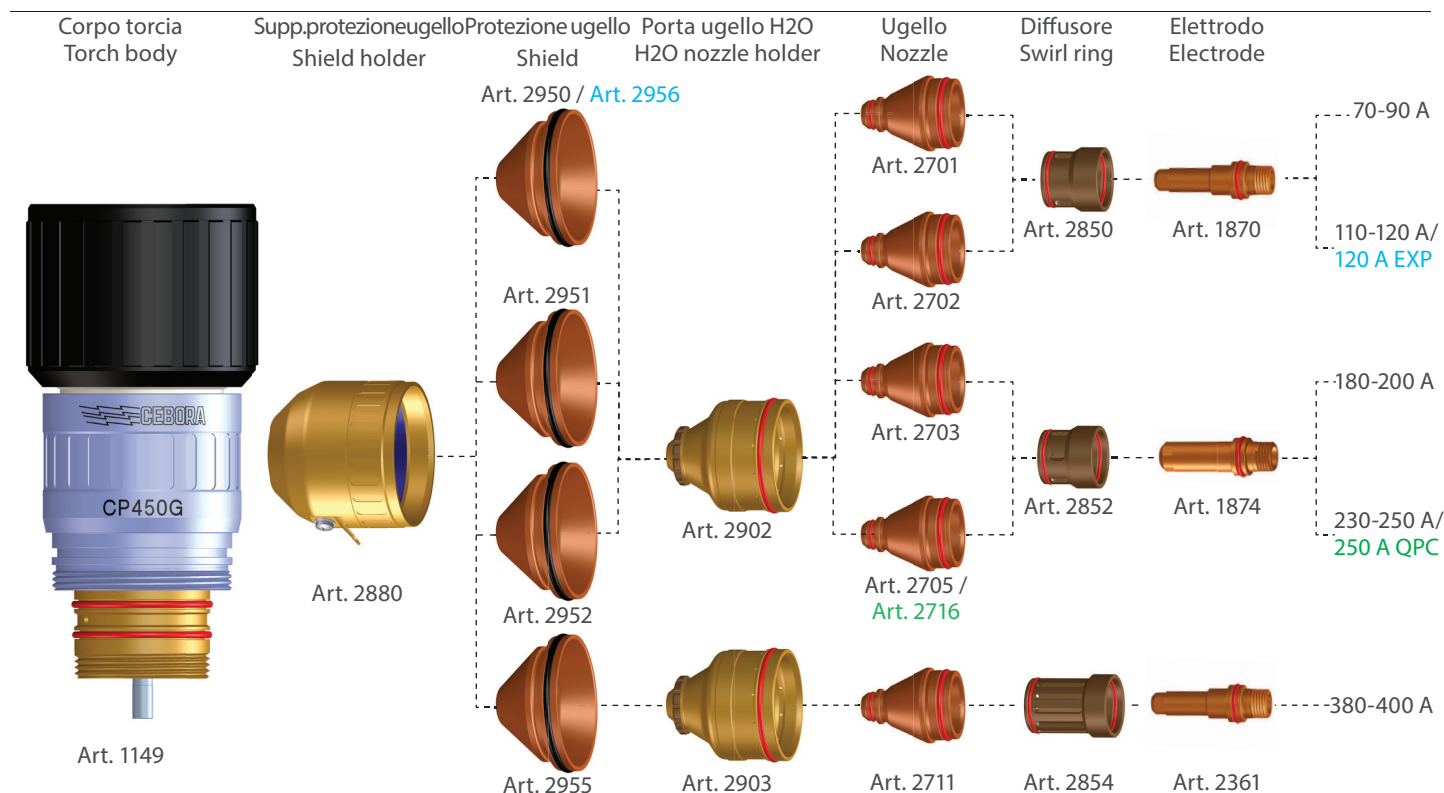 Corpo torcia
Torch body
Supp.protezioneugello
Shield holder
Protezione ugello
Shield
Porta ugello H2O
H2O nozzle holder
Ugello
Nozzle
Diffusore
Swirl ring
Elettrodo
Electrode
Art. 2950 / Art. 2956
70-90 A
Art. 2701
Art. 2850
Art. 1870
110-120 A/
120 A EXP
Art. 2951
Art. 2702
180-200 A
CEBORA
Art. 2703
CP450G
Art. 2902
Art. 2852
Art. 1874
230-250 A/
250 A QPC
Art. 2880
Art. 2952
Art. 2705 /
Art. 2716
380-400 A
Art. 1149
Art. 2955
Art. 2903
Art. 2711
Art. 2854
Art. 2361